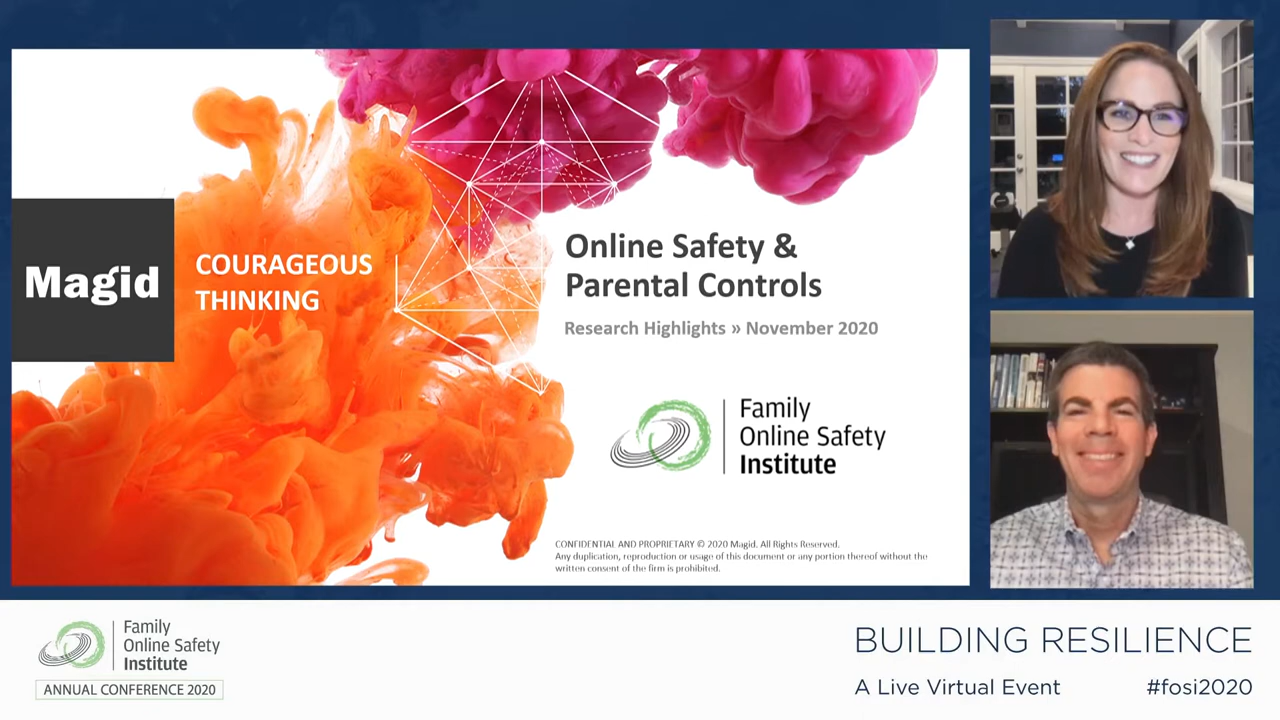 Magid
COURAGEOUS
THINKING
Online Safety &
Parental Controls
Research Highlights » November 2020
Family
Online Safety
Institute
CONFIDENTIAL AND PROPRIETARY © 2020 Magid. All Rights Reserved.
Any duplication, reproduction or usage of this document or any portion thereof without the
written consent of the firm is prohibited.
Family
Online Safety
Institute
ANNUAL CONFERENCE 2020
BUILDING RESILIENCE
A Live Virtual Event #fosi2020